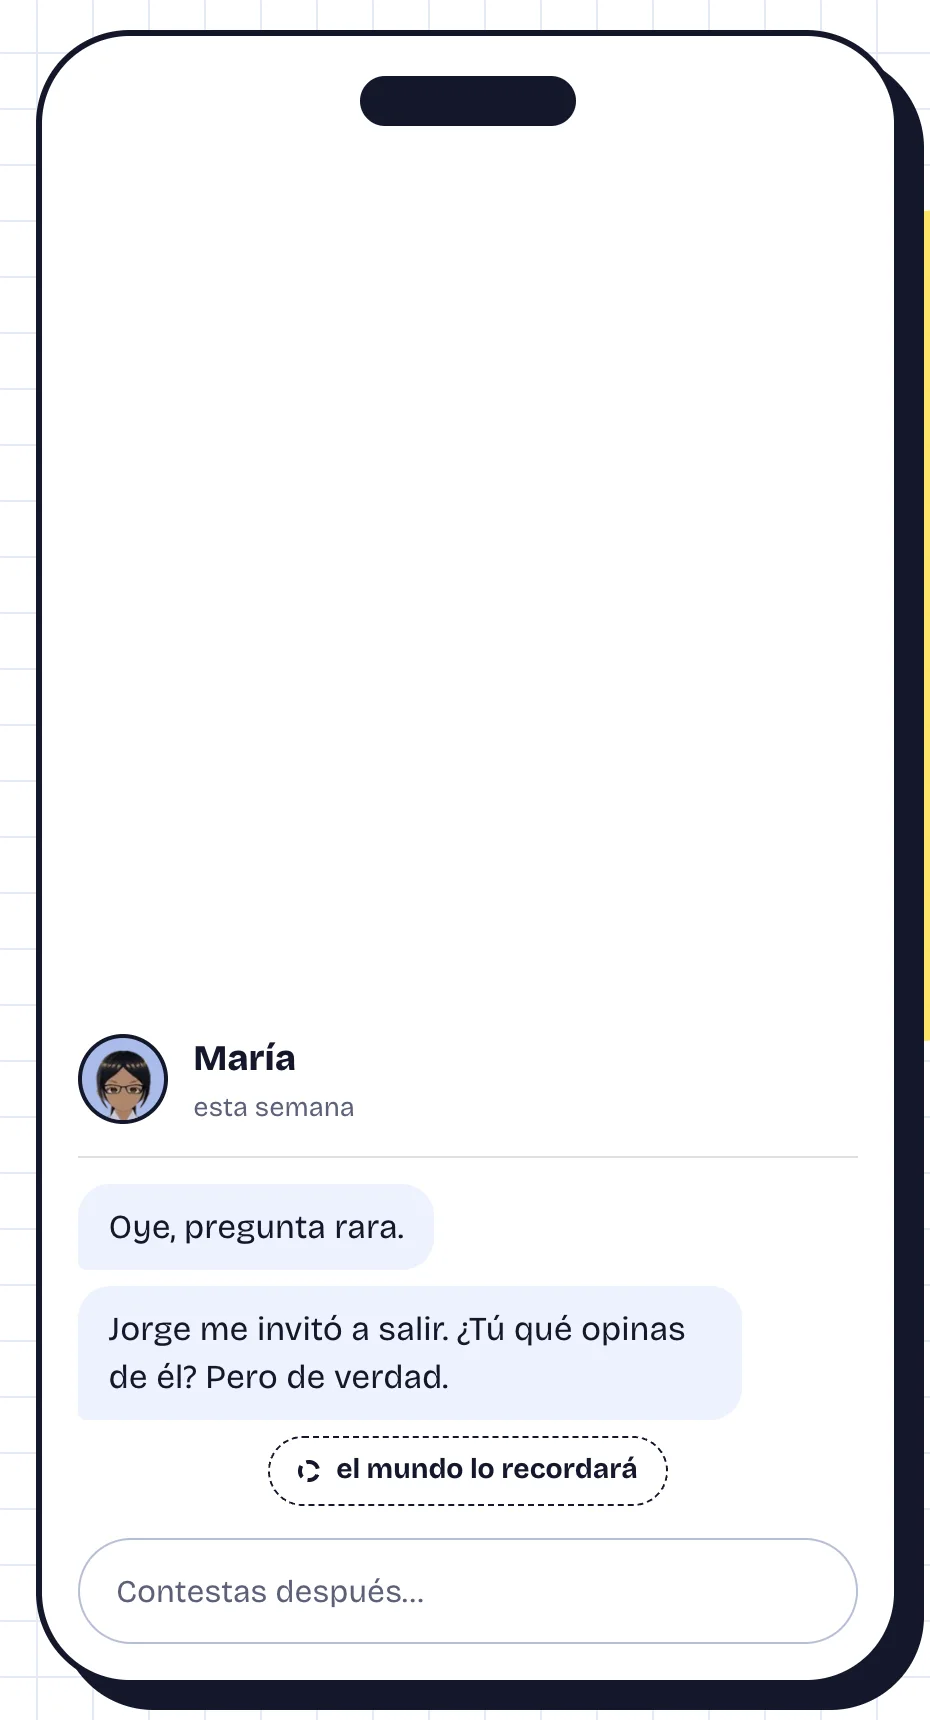 María
esta semana
Oye, pregunta rara.
Jorge me invitó a salir. ¿Tú qué opinas
de él? Pero de verdad.
el mundo lo recordará
Contestas después...